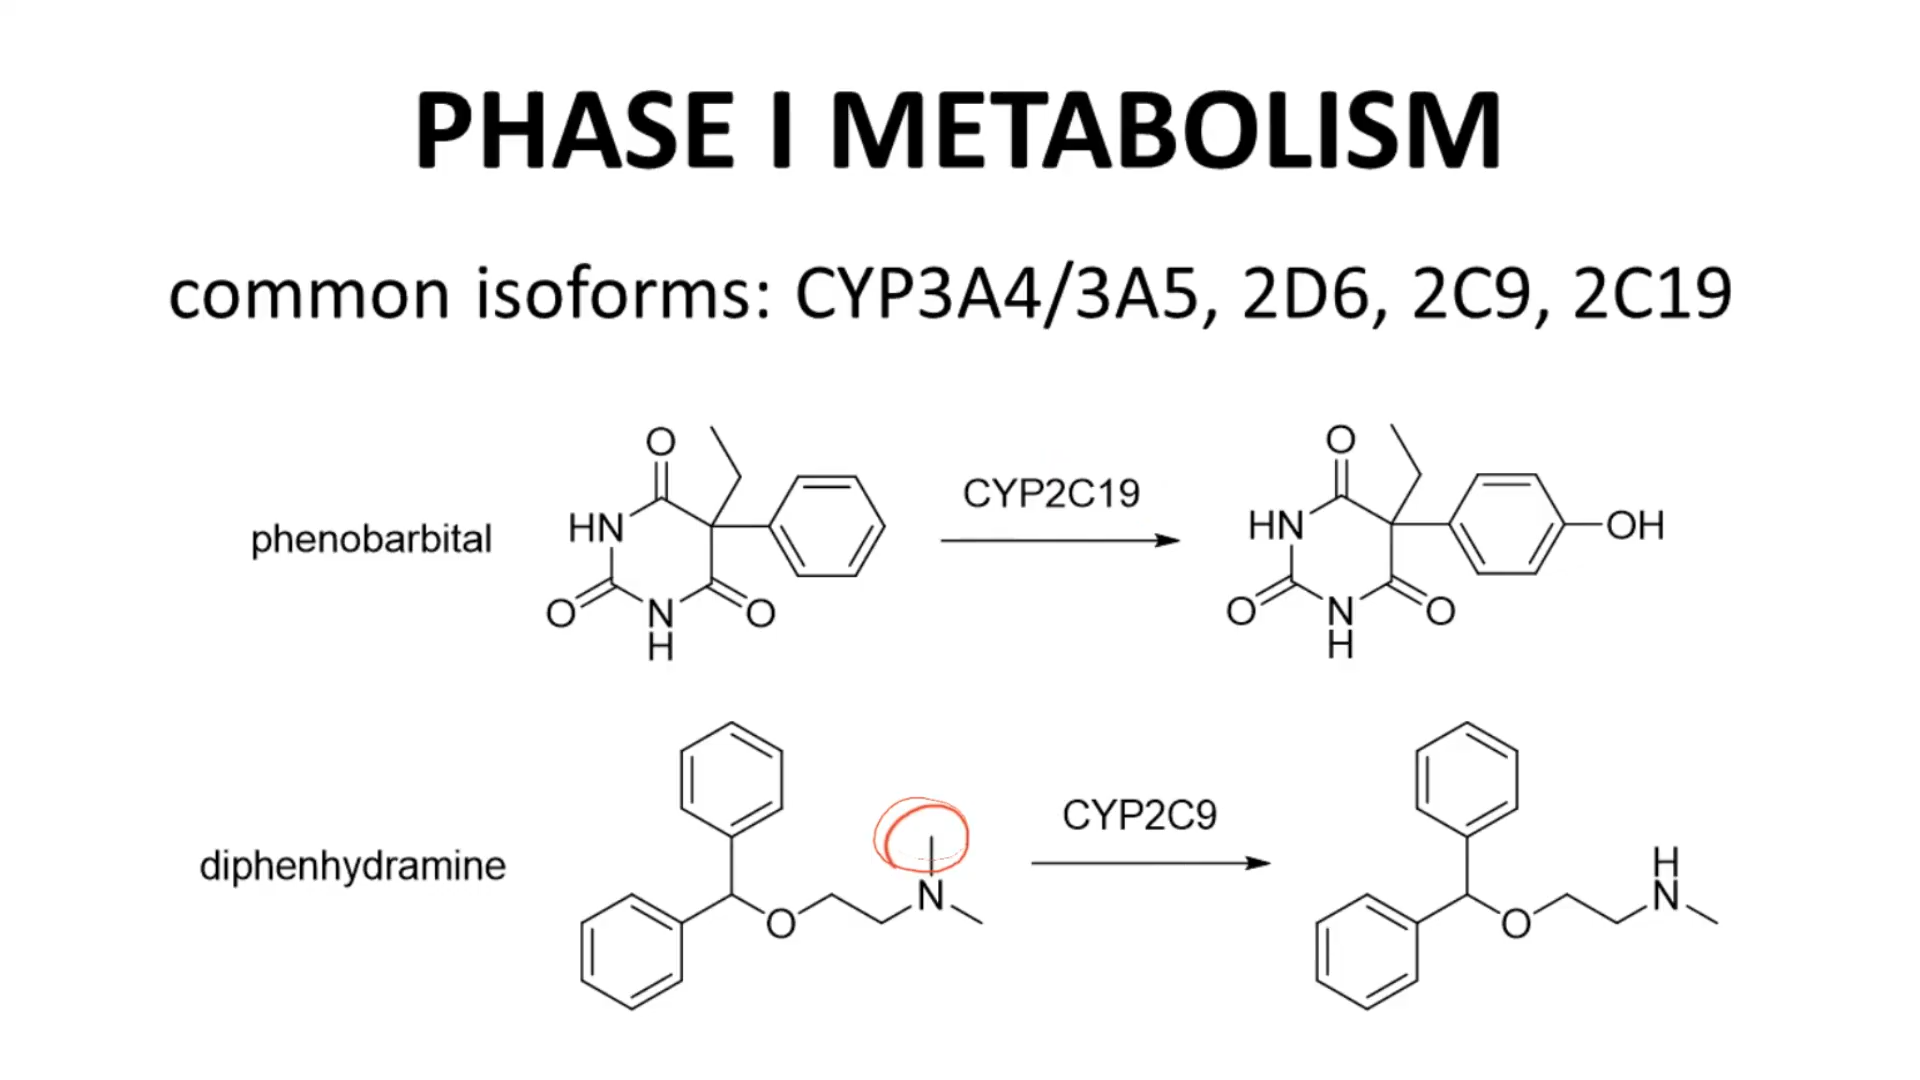 PHASE I METABOLISM
common isoforms: CYP3A4/3A5, 2D6, 2C9, 2C19
phenobarbital
O
HN
O
N
H
O
CYP2C19
O
HN
O
N
H
O
OH
diphenhydramine
O
N
CYP2C9
O
H
N